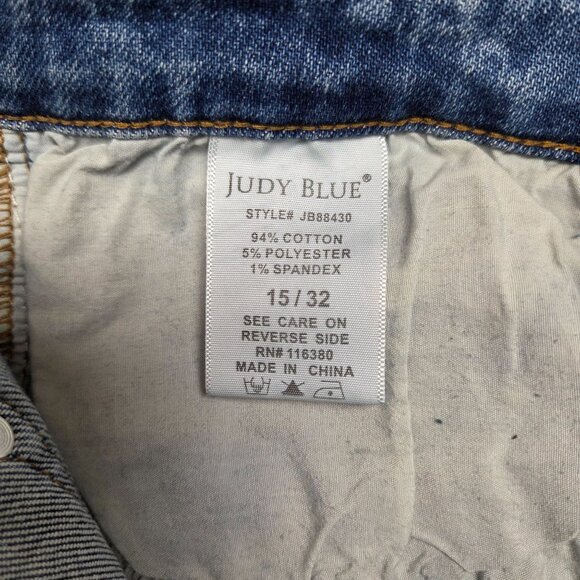 JUDY BLUE®
STYLE# JB88430
94% COTTON
5% POLYESTER
1% SPANDEX
15 / 32
SEE CARE ON
REVERSE SIDE
RN# 116380
MADE IN CHINA